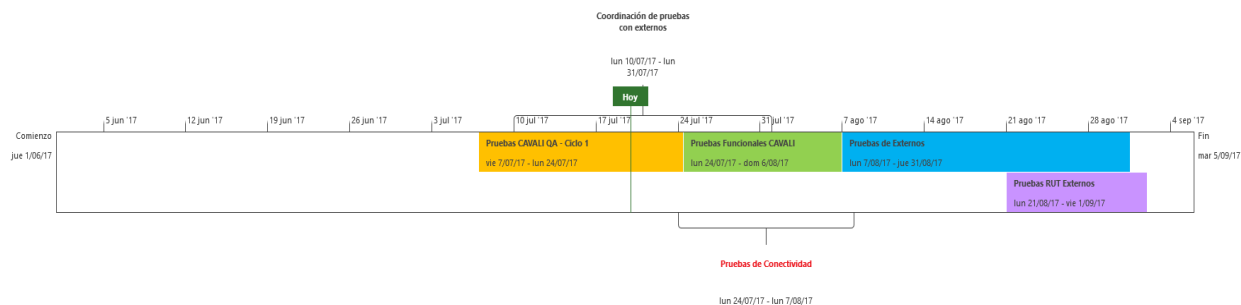 Coordinación de pruebas
con externos
lun 10/07/17 - lun
31/07/17
Hoy
5 jun '17
12 jun '17
19 jun '17
26 jun '17
3 jul '17
10 jul '17
17 jul '17
24 jul '17
31 jul '17
7 ago '17
14 ago '17
21 ago '17
28 ago '17
4 sep '17
Comienzo
jue 1/06/17
Fin
mar 5/09/17
Pruebas CAVALI QA - Ciclo 1
vie 7/07/17 - lun 24/07/17
Pruebas Funcionales CAVALI
lun 24/07/17 - dom 6/08/17
Pruebas de Externos
lun 7/08/17 - jue 31/08/17
Pruebas RUT Externos
lun 21/08/17 - vie 1/09/17
Pruebas de Conectividad
lun 24/07/17 - lun 7/08/17